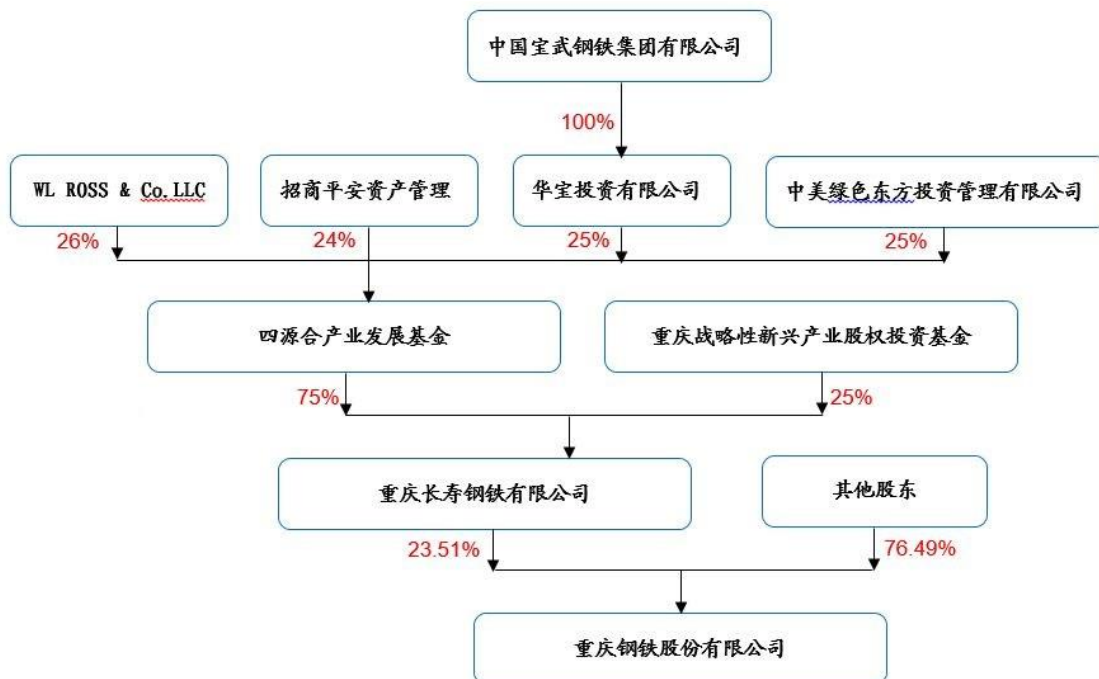 中国宝武钢铁集团有限公司
100%
WL ROSS & Co.LLC
招商平安资产管理
华宝投资有限公司
中美绿色东方投资管理有限公司
26%
24%
25%
25%
四源合产业发展基金
重庆战略性新兴产业股权投资基金
75%
25%
重庆长寿钢铁有限公司
其他股东
23.51%
76.49%
重庆钢铁股份有限公司